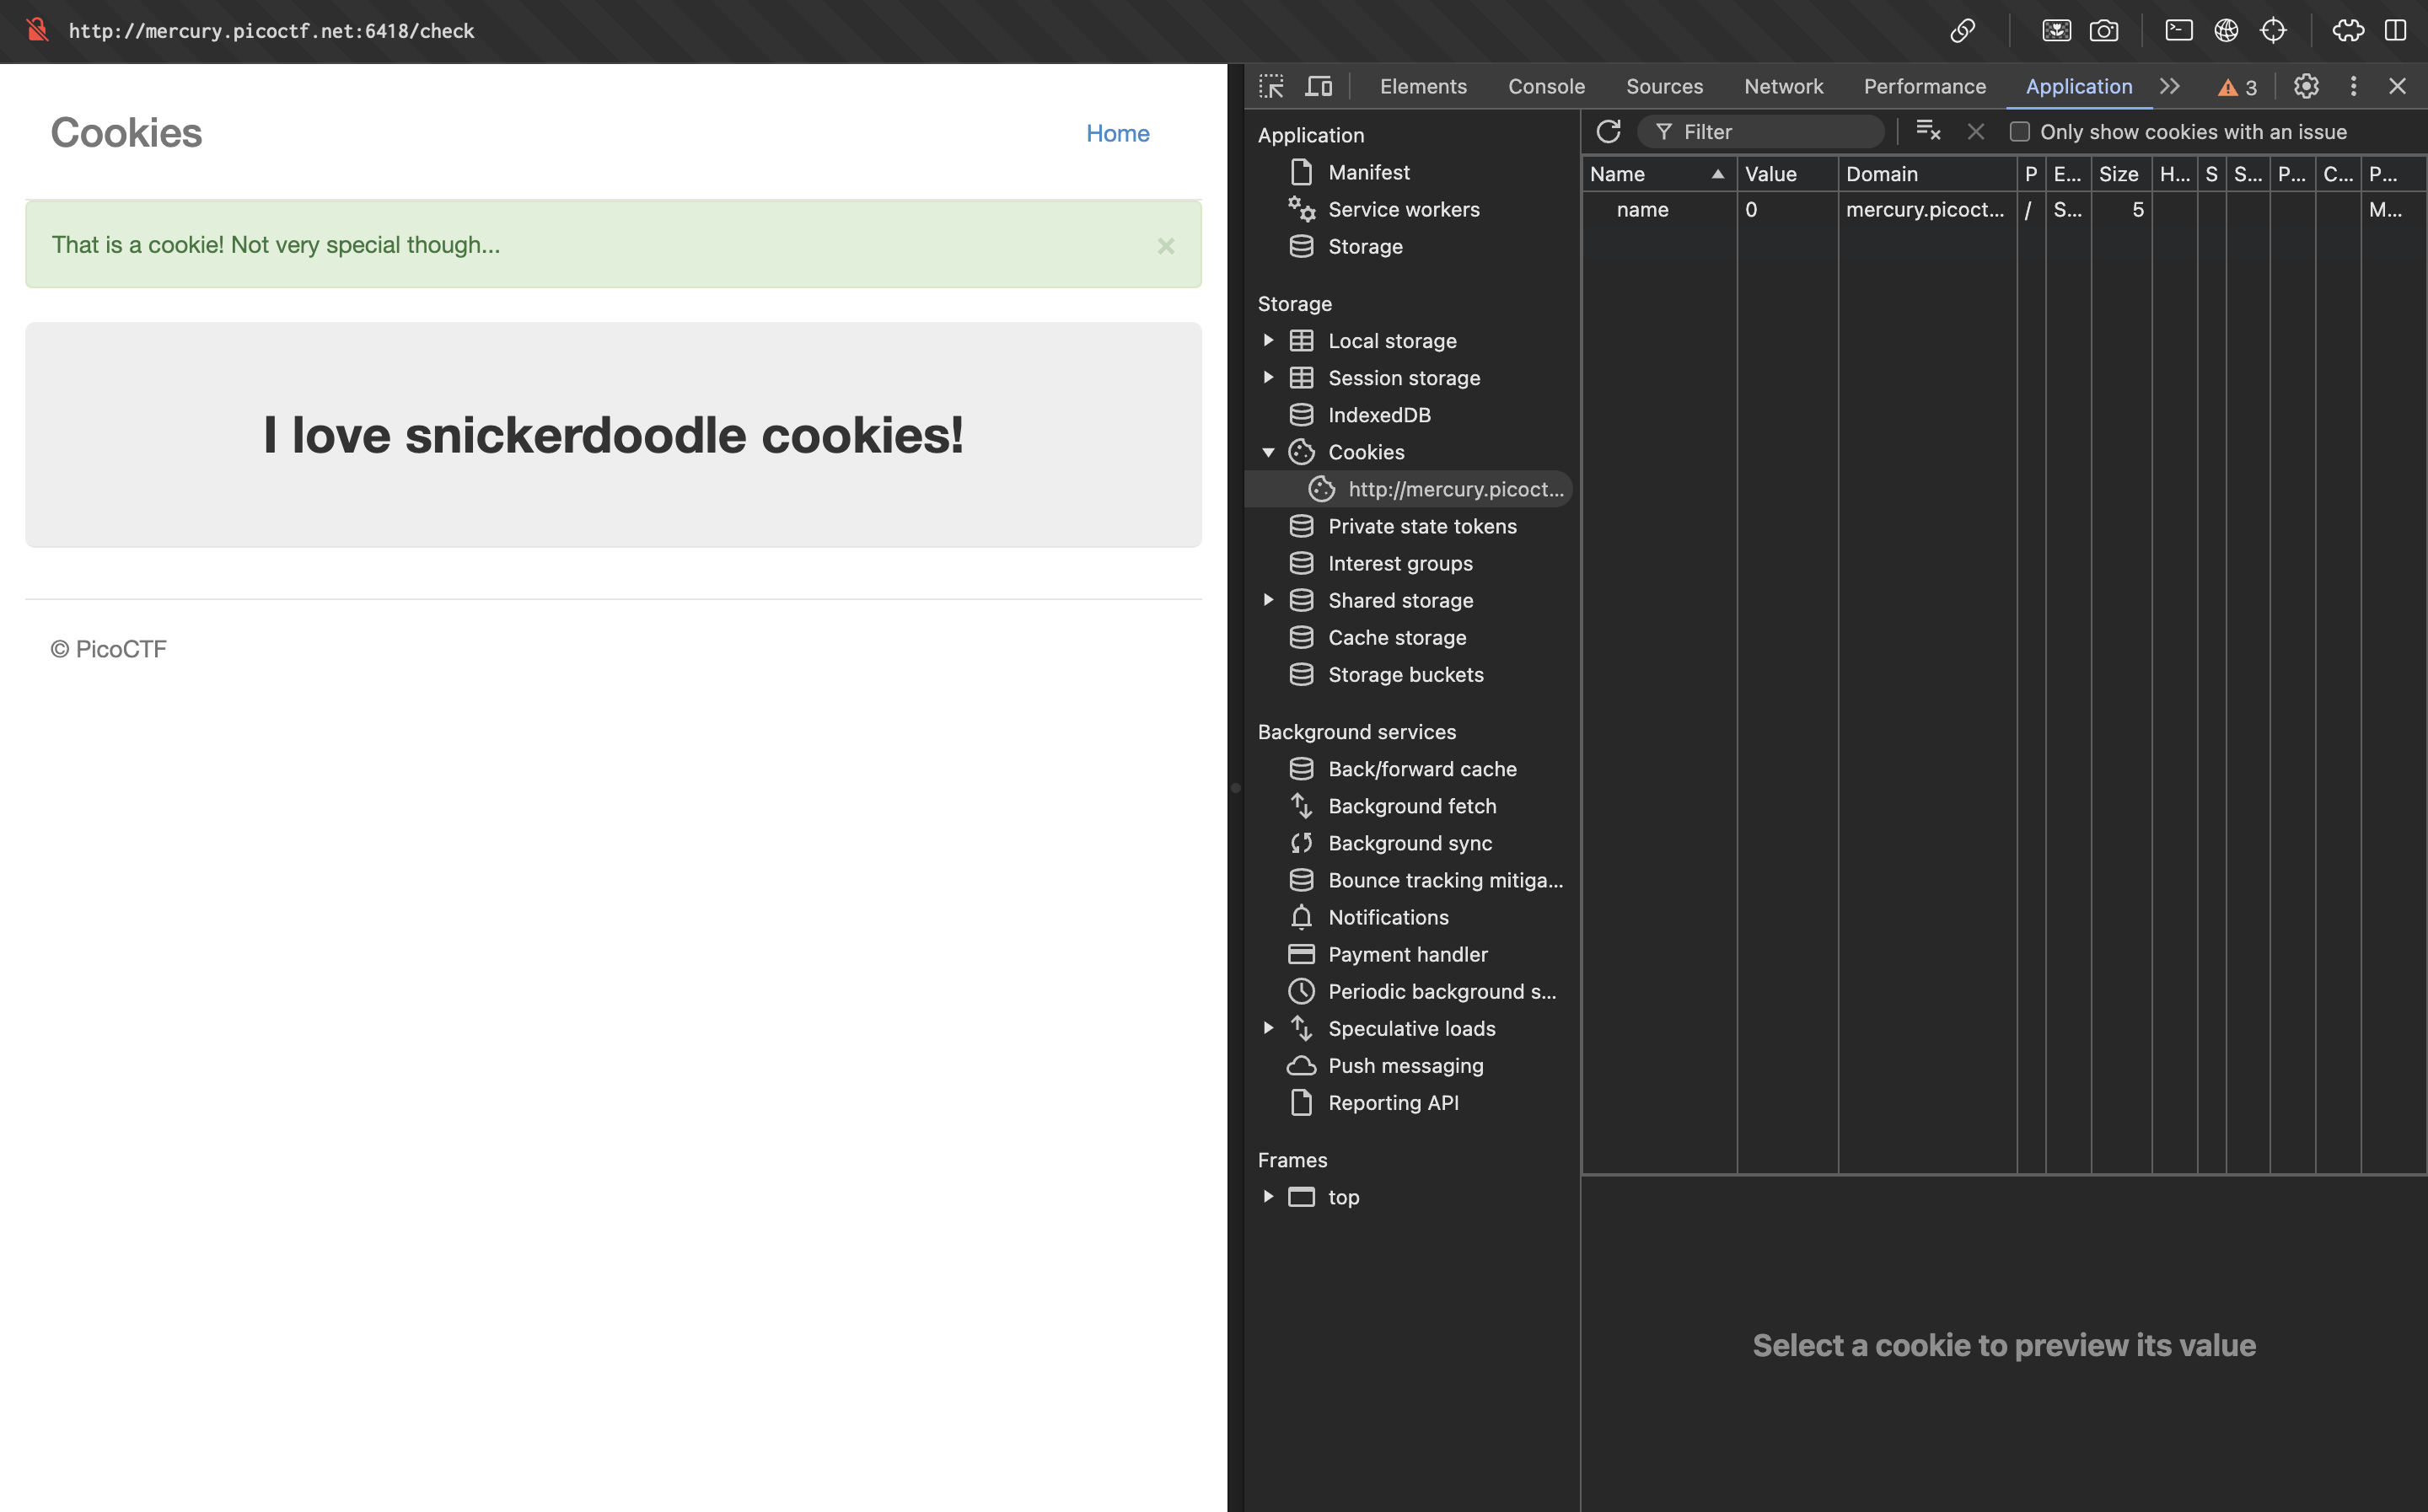 http://mercury.picoctf.net:6418/check
Cookies
Home
That is a cookie! Not very special though...
×
I love snickerdoodle cookies!
© PicoCTF
Elements Console Sources Network Performance Application 3
Application
Manifest
Service workers
Storage
Storage
Local storage
Session storage
IndexedDB
Cookies
http://mercury.picoct...
Private state tokens
Interest groups
Shared storage
Cache storage
Storage buckets
Background services
Back/forward cache
Background fetch
Background sync
Bounce tracking mitiga...
Notifications
Payment handler
Periodic background s...
Speculative loads
Push messaging
Reporting API
Frames
top
Filter
Only show cookies with an issue
Name Value Domain P E... Size H... S S... P... C... P...
name 0 mercury.picoct... / S... 5 M...
Select a cookie to preview its value